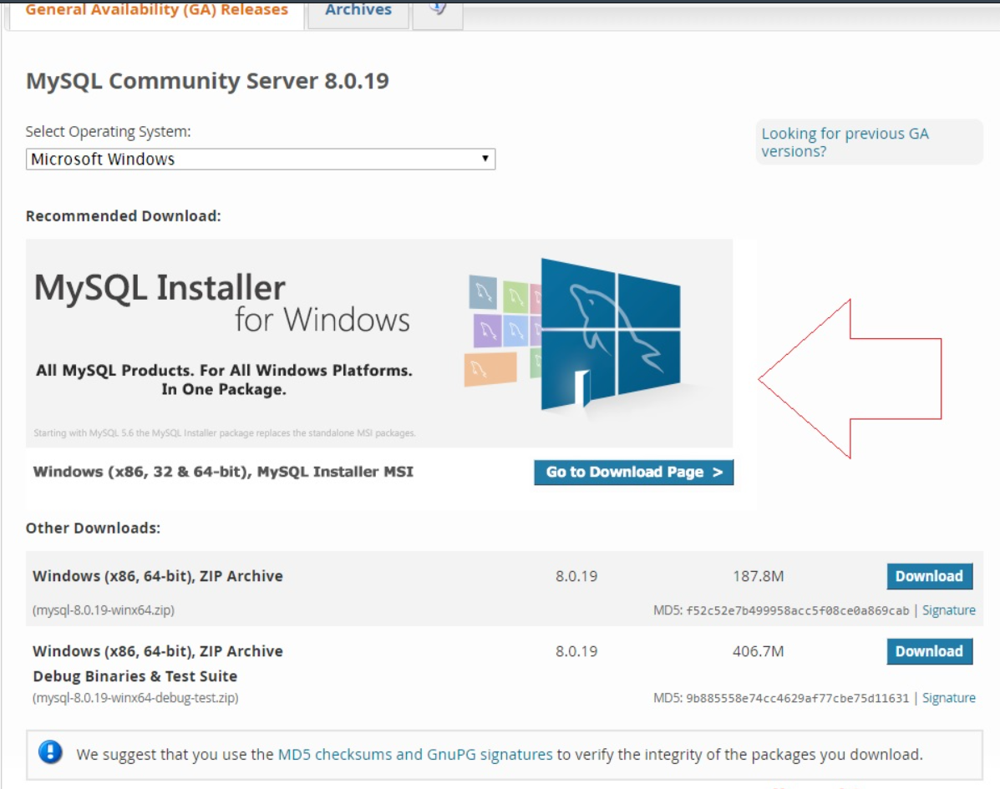 General Availability (GA) Releases
Archives
MySQL Community Server 8.0.19
Select Operating System:
Looking for previous GA
versions?
Microsoft Windows
Recommended Download:
MySQL Installer
for Windows
All MySQL Products. For All Windows Platforms.
In One Package.
Starting with MySQL 5.6 the MySQL Installer package replaces the standalone MSI packages.
Windows (x86, 32 & 64-bit), MySQL Installer MSI
Go to Download Page >
Other Downloads:
Windows (x86, 64-bit), ZIP Archive 8.0.19 187.8M Download
(mysql-8.0.19-winx64.zip) MD5: f52c52e7b499958acc5f08ce0a869cab | Signature
Windows (x86, 64-bit), ZIP Archive 8.0.19 406.7M Download
Debug Binaries & Test Suite
(mysql-8.0.19-winx64-debug-test.zip) MD5: 9b885558e74cc4629af77cbe75d11631 | Signature
We suggest that you use the MD5 checksums and GnuPG signatures to verify the integrity of the packages you download.